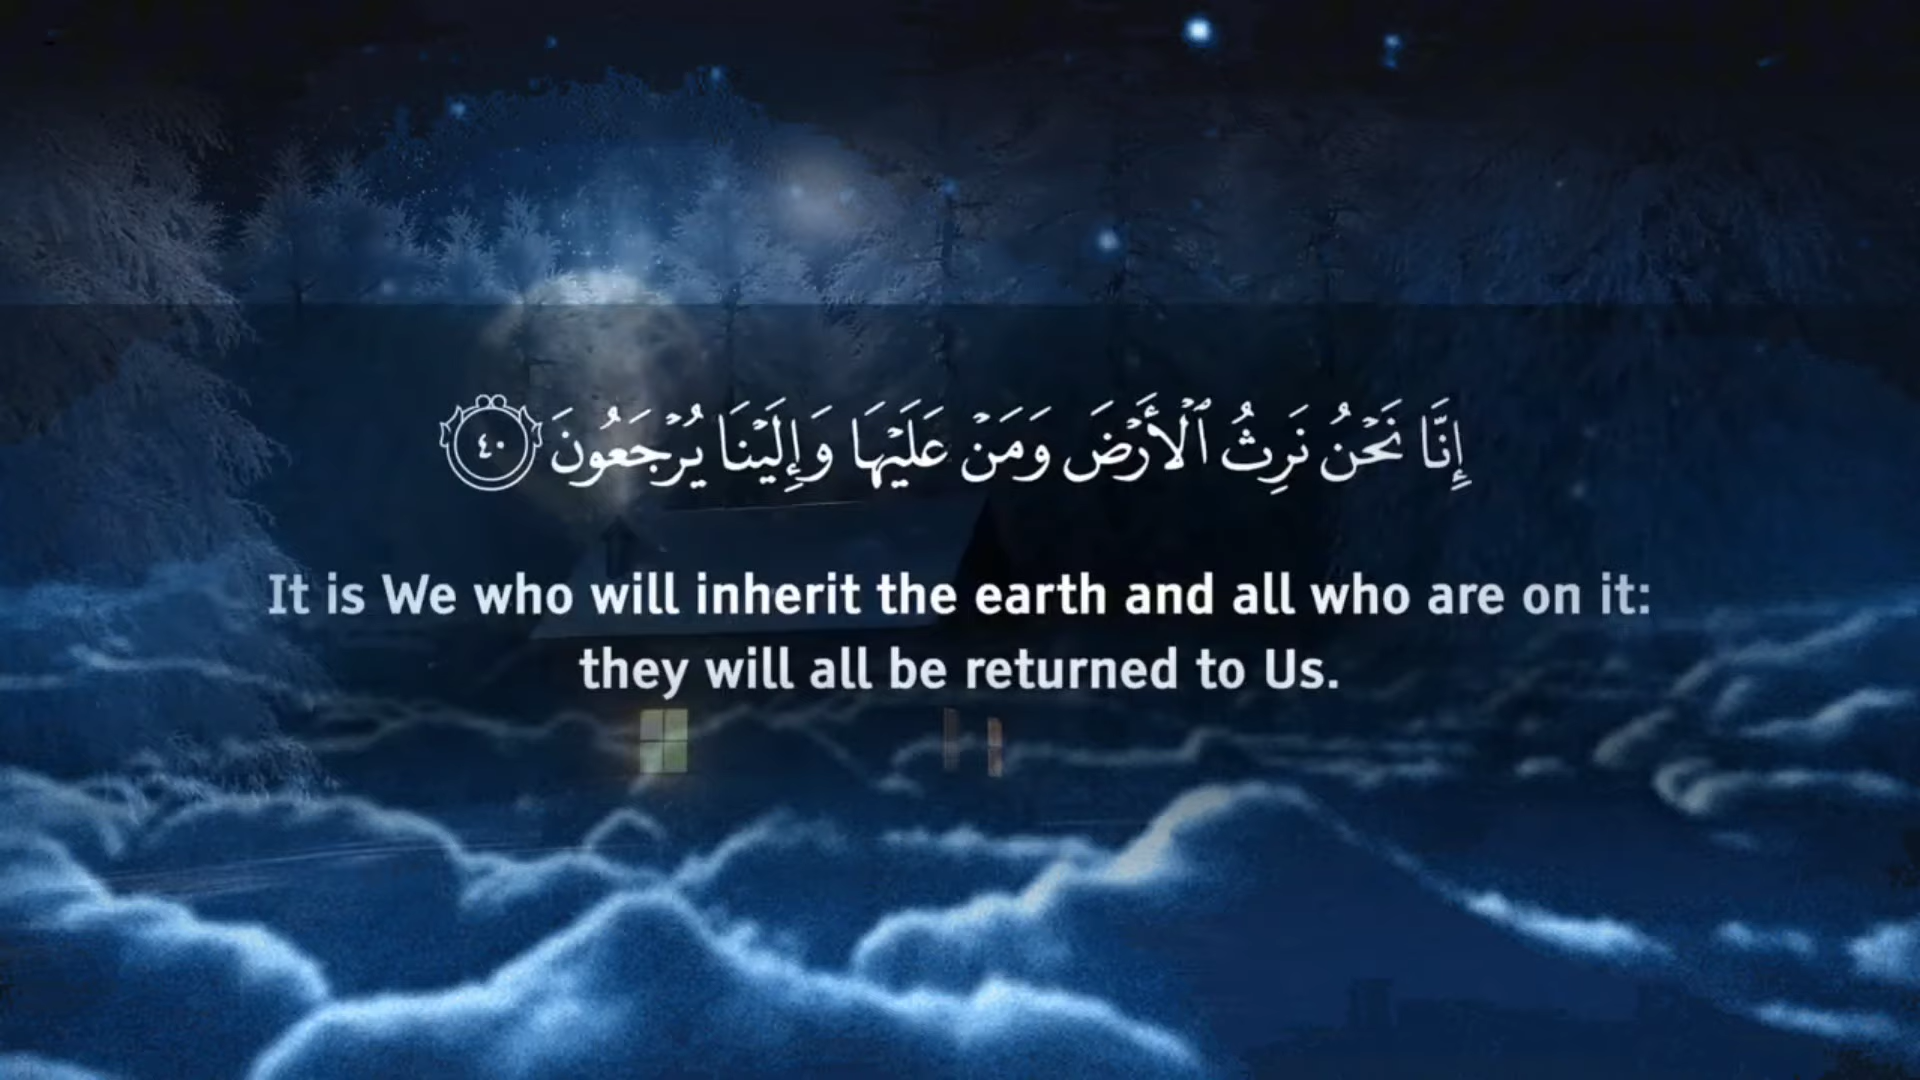 إِنَّا نَحْنُ نَرِثُ ٱلْأَرْضَ وَمَنْ عَلَيْهَا وَإِلَيْنَا يُرْجَعُونَ ٤٠
It is We who will inherit the earth and all who are on it:
they will all be returned to Us.